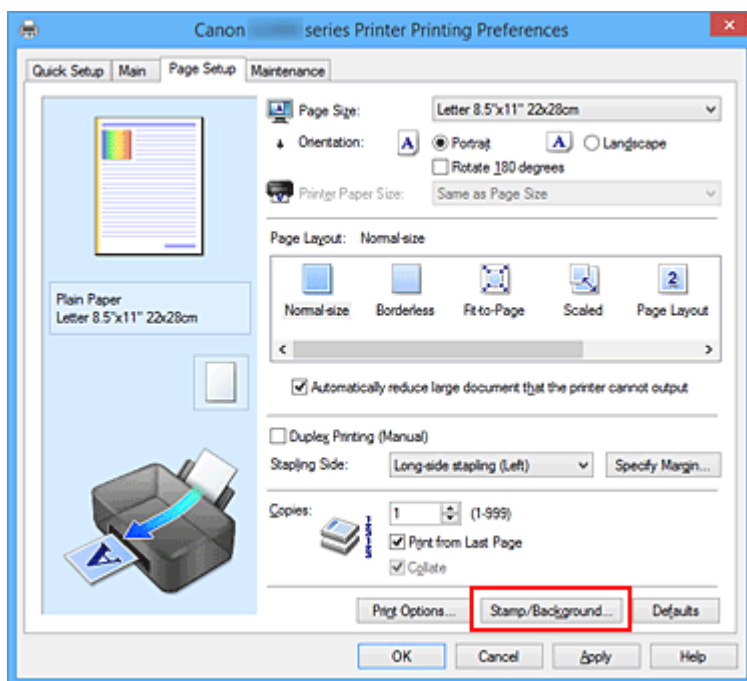 Canon series Printer Printing Preferences
Quick Setup Main Page Setup Maintenance
Page Size: Letter 8.5"x11" 22x28cm
Orientation: A Portrait A Landscape
Rotate 180 degrees
Printer Paper Size: Same as Page Size
Page Layout: Normal-size
2
Normal-size Borderless Fit-to-Page Scaled Page Layout
Automatically reduce large document that the printer cannot output
Plain Paper
Letter 8.5"x11" 22x28cm
Duplex Printing (Manual)
Stapling Side: Long-side stapling (Left) Specify Margin...
Copies: 1 (1-999)
Print from Last Page
Collate
A
Print Options... Stamp/Background... Defaults
OK Cancel Apply Help